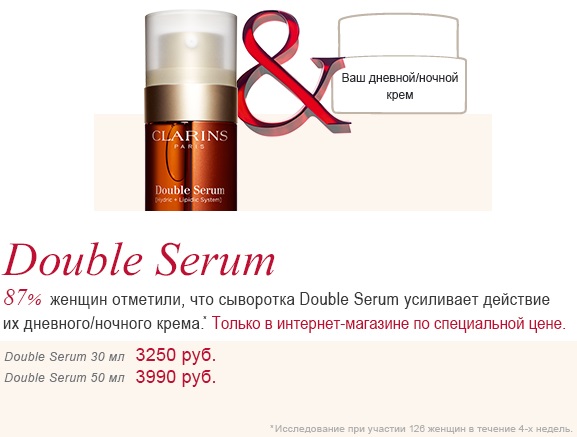 Ваш дневной/ночной
крем
CLARINS
PARIS
Double Serum
[Hydric + Lipidic System]
&
Double Serum
87% женщин отметили, что сыворотка Double Serum усиливает действие
их дневного/ночного крема.* Только в интернет-магазине по специальной цене.
Double Serum 30 мл 3250 руб.
Double Serum 50 мл 3990 руб.
*Исследование при участии 126 женщин в течение 4-х недель.